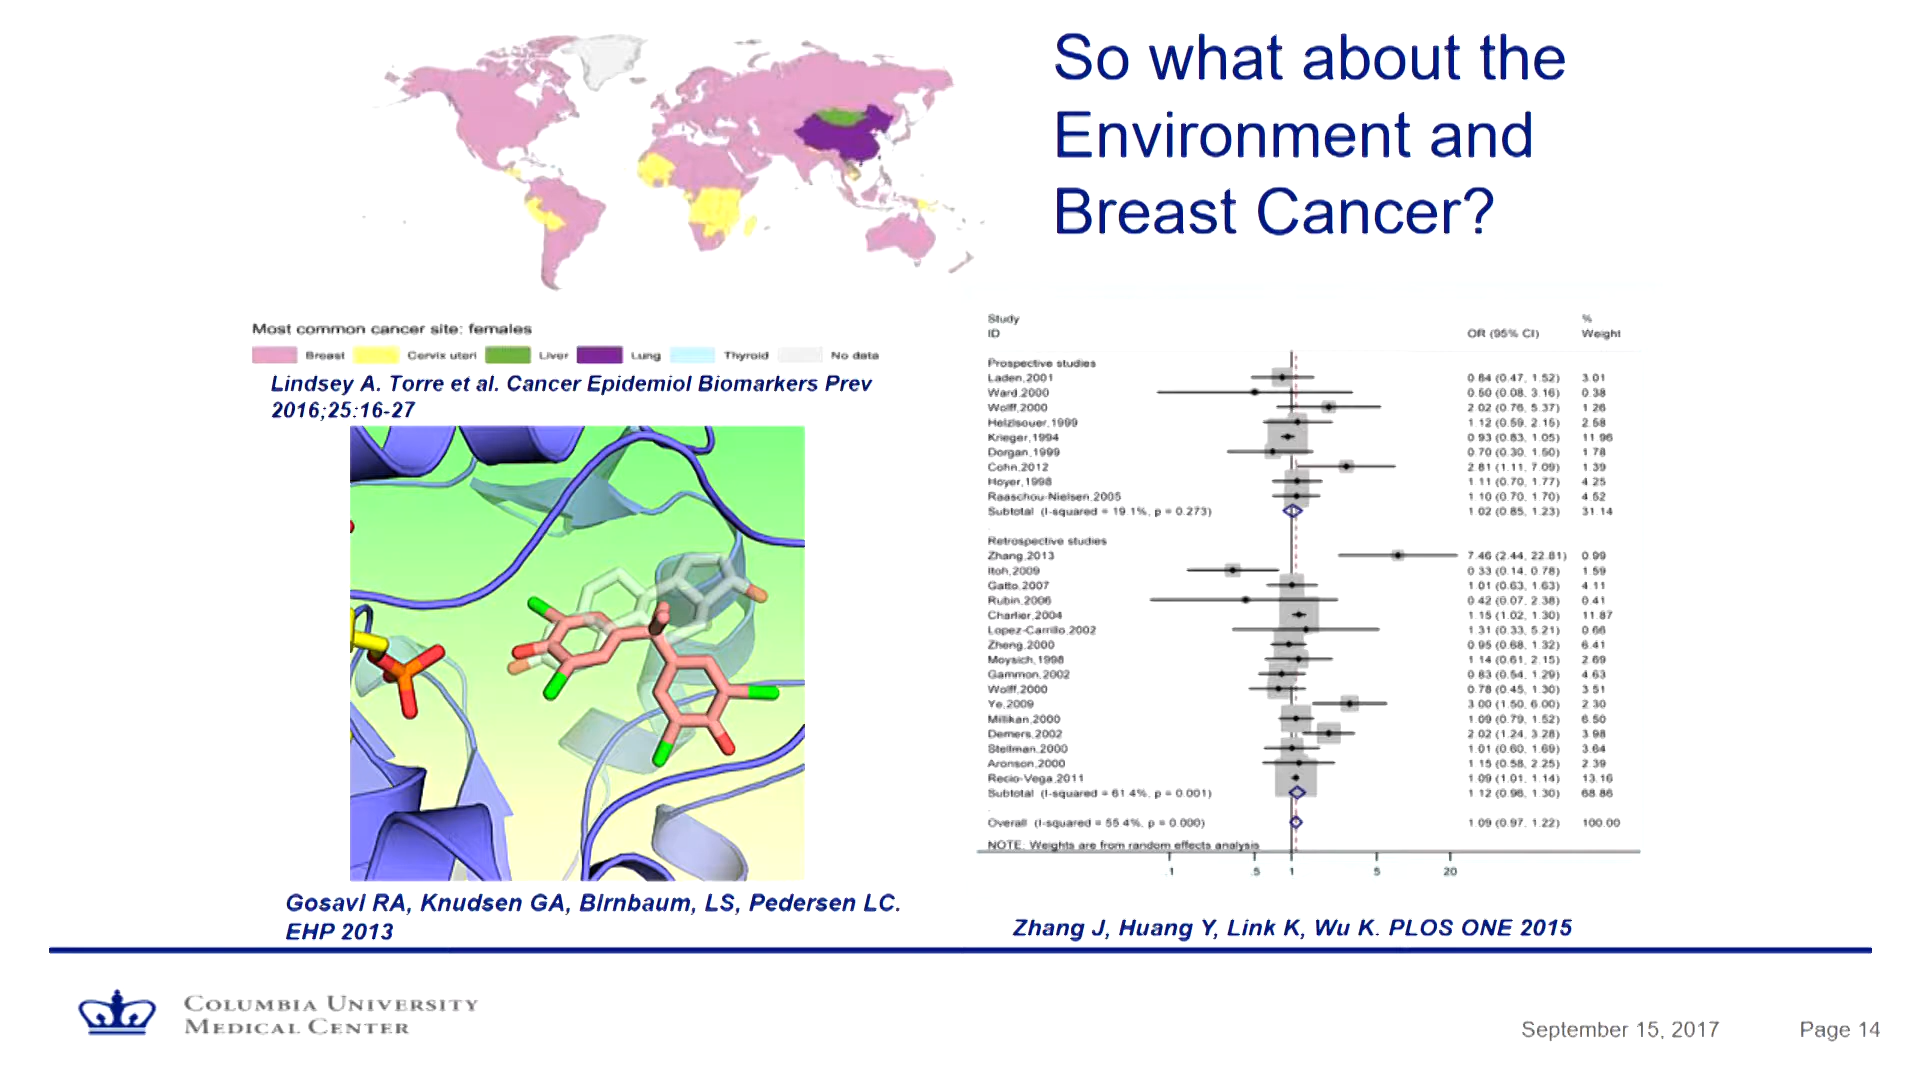 So what about the
Environment and
Breast Cancer?
Most common cancer site: females
Breast Cervix uteri Liver Lung Thyroid No data
Lindsey A. Torre et al. Cancer Epidemiol Biomarkers Prev
2016;25:16-27
Gosavi RA, Knudsen GA, Birnbaum, LS, Pedersen LC.
EHP 2013
Study %
ID OR (95% CI) Weight
Prospective studies
Laden,2001 0.84 (0.47, 1.52) 3.01
Ward,2000 0.50 (0.08, 3.16) 0.38
Wolff,2000 2.02 (0.76, 5.37) 1.26
Helzlsouer,1999 1.12 (0.59, 2.15) 2.58
Krieger,1994 0.93 (0.83, 1.05) 11.96
Dorgan,1999 0.70 (0.30, 1.50) 1.78
Cohn,2012 2.81 (1.11, 7.09) 1.39
Hoyer,1998 1.11 (0.70, 1.77) 4.25
Raaschou-Nielsen,2005 1.10 (0.70, 1.70) 4.52
Subtotal (I-squared = 19.1%, p = 0.273) 1.02 (0.85, 1.23) 31.14
Retrospective studies
Zhang,2013 7.46 (2.44, 22.81) 0.99
Itoh,2009 0.33 (0.14, 0.78) 1.59
Gatto,2007 1.01 (0.63, 1.63) 4.11
Rubin,2006 0.42 (0.07, 2.38) 0.41
Charlier,2004 1.15 (1.02, 1.30) 11.87
Lopez-Carrillo,2002 1.31 (0.33, 5.21) 0.66
Zheng,2000 0.95 (0.68, 1.32) 6.41
Moysich,1998 1.14 (0.61, 2.15) 2.69
Gammon,2002 0.83 (0.54, 1.29) 4.63
Wolff,2000 0.78 (0.45, 1.30) 3.51
Ye,2009 3.00 (1.50, 6.00) 2.30
Millikan,2000 1.09 (0.79, 1.52) 6.50
Demers,2002 2.02 (1.24, 3.28) 3.98
Stellman,2000 1.01 (0.60, 1.69) 3.64
Aronson,2000 1.15 (0.58, 2.25) 2.39
Recio-Vega,2011 1.09 (1.01, 1.14) 13.16
Subtotal (I-squared = 61.4%, p = 0.001) 1.12 (0.96, 1.30) 68.86
Overall (I-squared = 55.4%, p = 0.000) 1.09 (0.97, 1.22) 100.00
NOTE: Weights are from random effects analysis
.1 .5 1 5 20
Zhang J, Huang Y, Link K, Wu K. PLOS ONE 2015
COLUMBIA UNIVERSITY
MEDICAL CENTER
September 15, 2017 Page 14